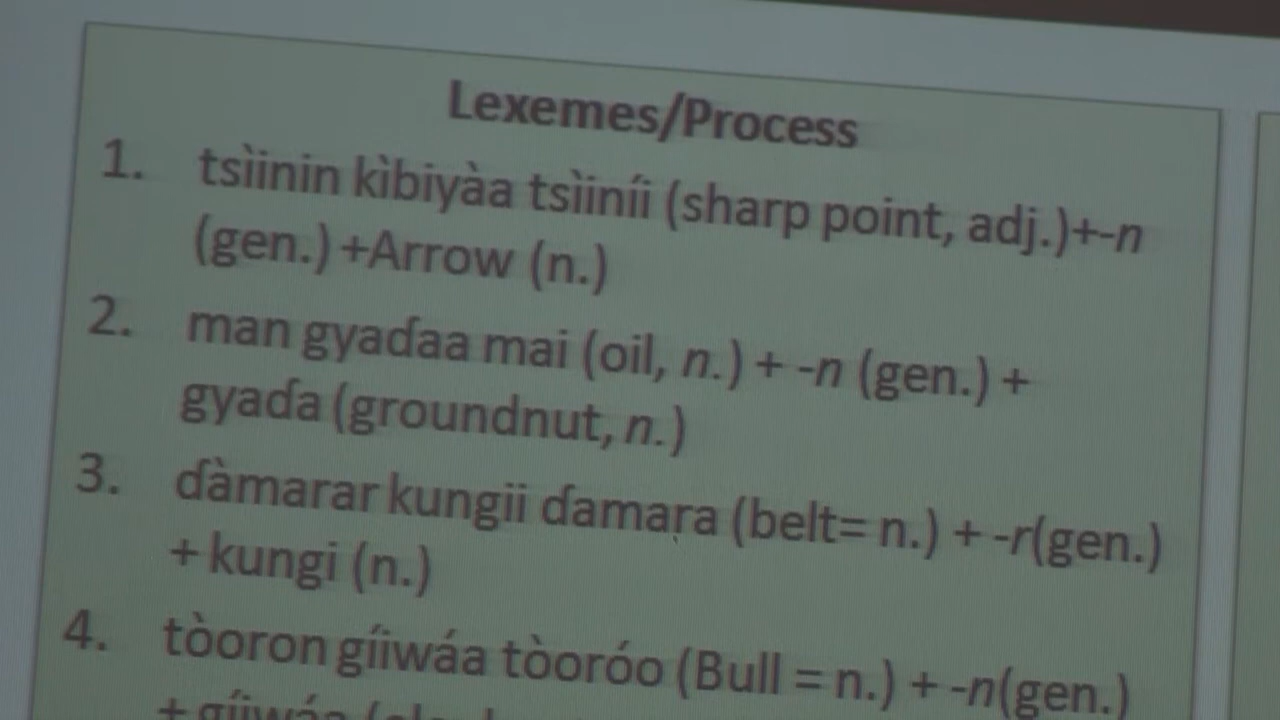 Lexemes/Process
1. tsìinin kìbiyàa tsìiníi (sharp point, adj.)+-n
(gen.) +Arrow (n.)
2. man gyaɗaa mai (oil, n.) + -n (gen.) +
gyaɗa (groundnut, n.)
3. ɗàmarar kungii ɗamaṛa (belt= n.) + -r(gen.)
+ kungi (n.)
4. tòoron gíiwáa tòoróo (Bull = n.) + -n(gen.)
+ gíiwáa